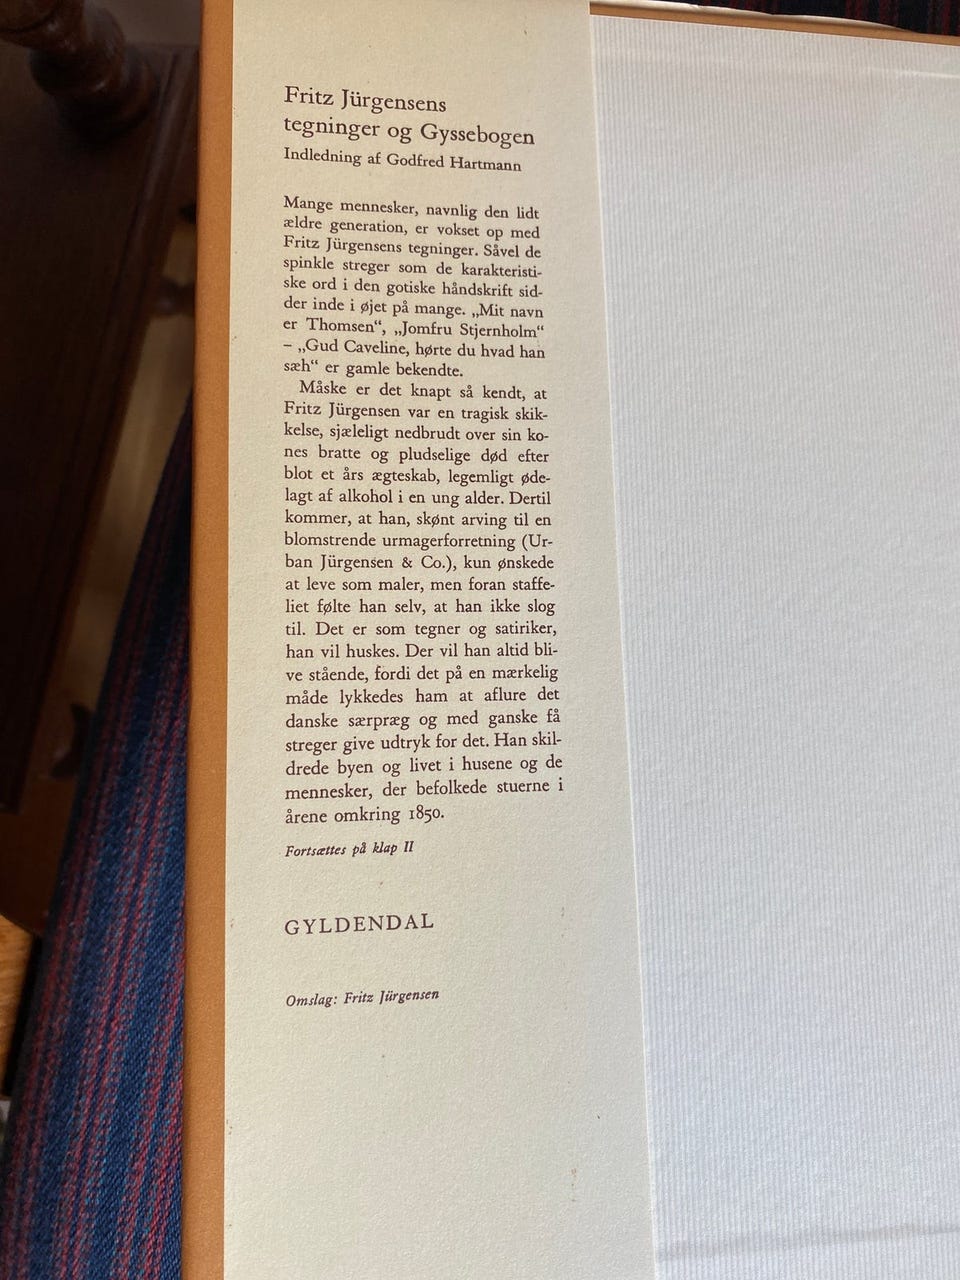 Fritz Jürgensens
tegninger og Gyssebogen
Indledning af Godfred Hartmann
Mange mennesker, navnlig den lidt
ældre generation, er vokset op med
Fritz Jürgensens tegninger. Såvel de
spinkle streger som de karakteristi-
ske ord i den gotiske håndskrift sid-
der inde i øjet på mange. „Mit navn
er Thomsen“, „Jomfru Stjernholm“
– „Gud Caveline, hørte du hvad han
sæh“ er gamle bekendte.
Måske er det knapt så kendt, at
Fritz Jürgensen var en tragisk skik-
kelse, sjæleligt nedbrudt over sin ko-
nes bratte og pludselige død efter
blot et års ægteskab, legemligt øde-
lagt af alkohol i en ung alder. Dertil
kommer, at han, skønt arving til en
blomstrende urmagerforretning (Ur-
ban Jürgensen & Co.), kun ønskede
at leve som maler, men foran staffe-
liet følte han selv, at han ikke slog
til. Det er som tegner og satiriker,
han vil huskes. Der vil han altid bli-
ve stående, fordi det på en mærkelig
måde lykkedes ham at aflure det
danske særpræg og med ganske få
streger give udtryk for det. Han skil-
drede byen og livet i husene og de
mennesker, der befolkede stuerne i
årene omkring 1850.
Fortsættes på klap II
GYLDENDAL
Omslag: Fritz Jürgensen